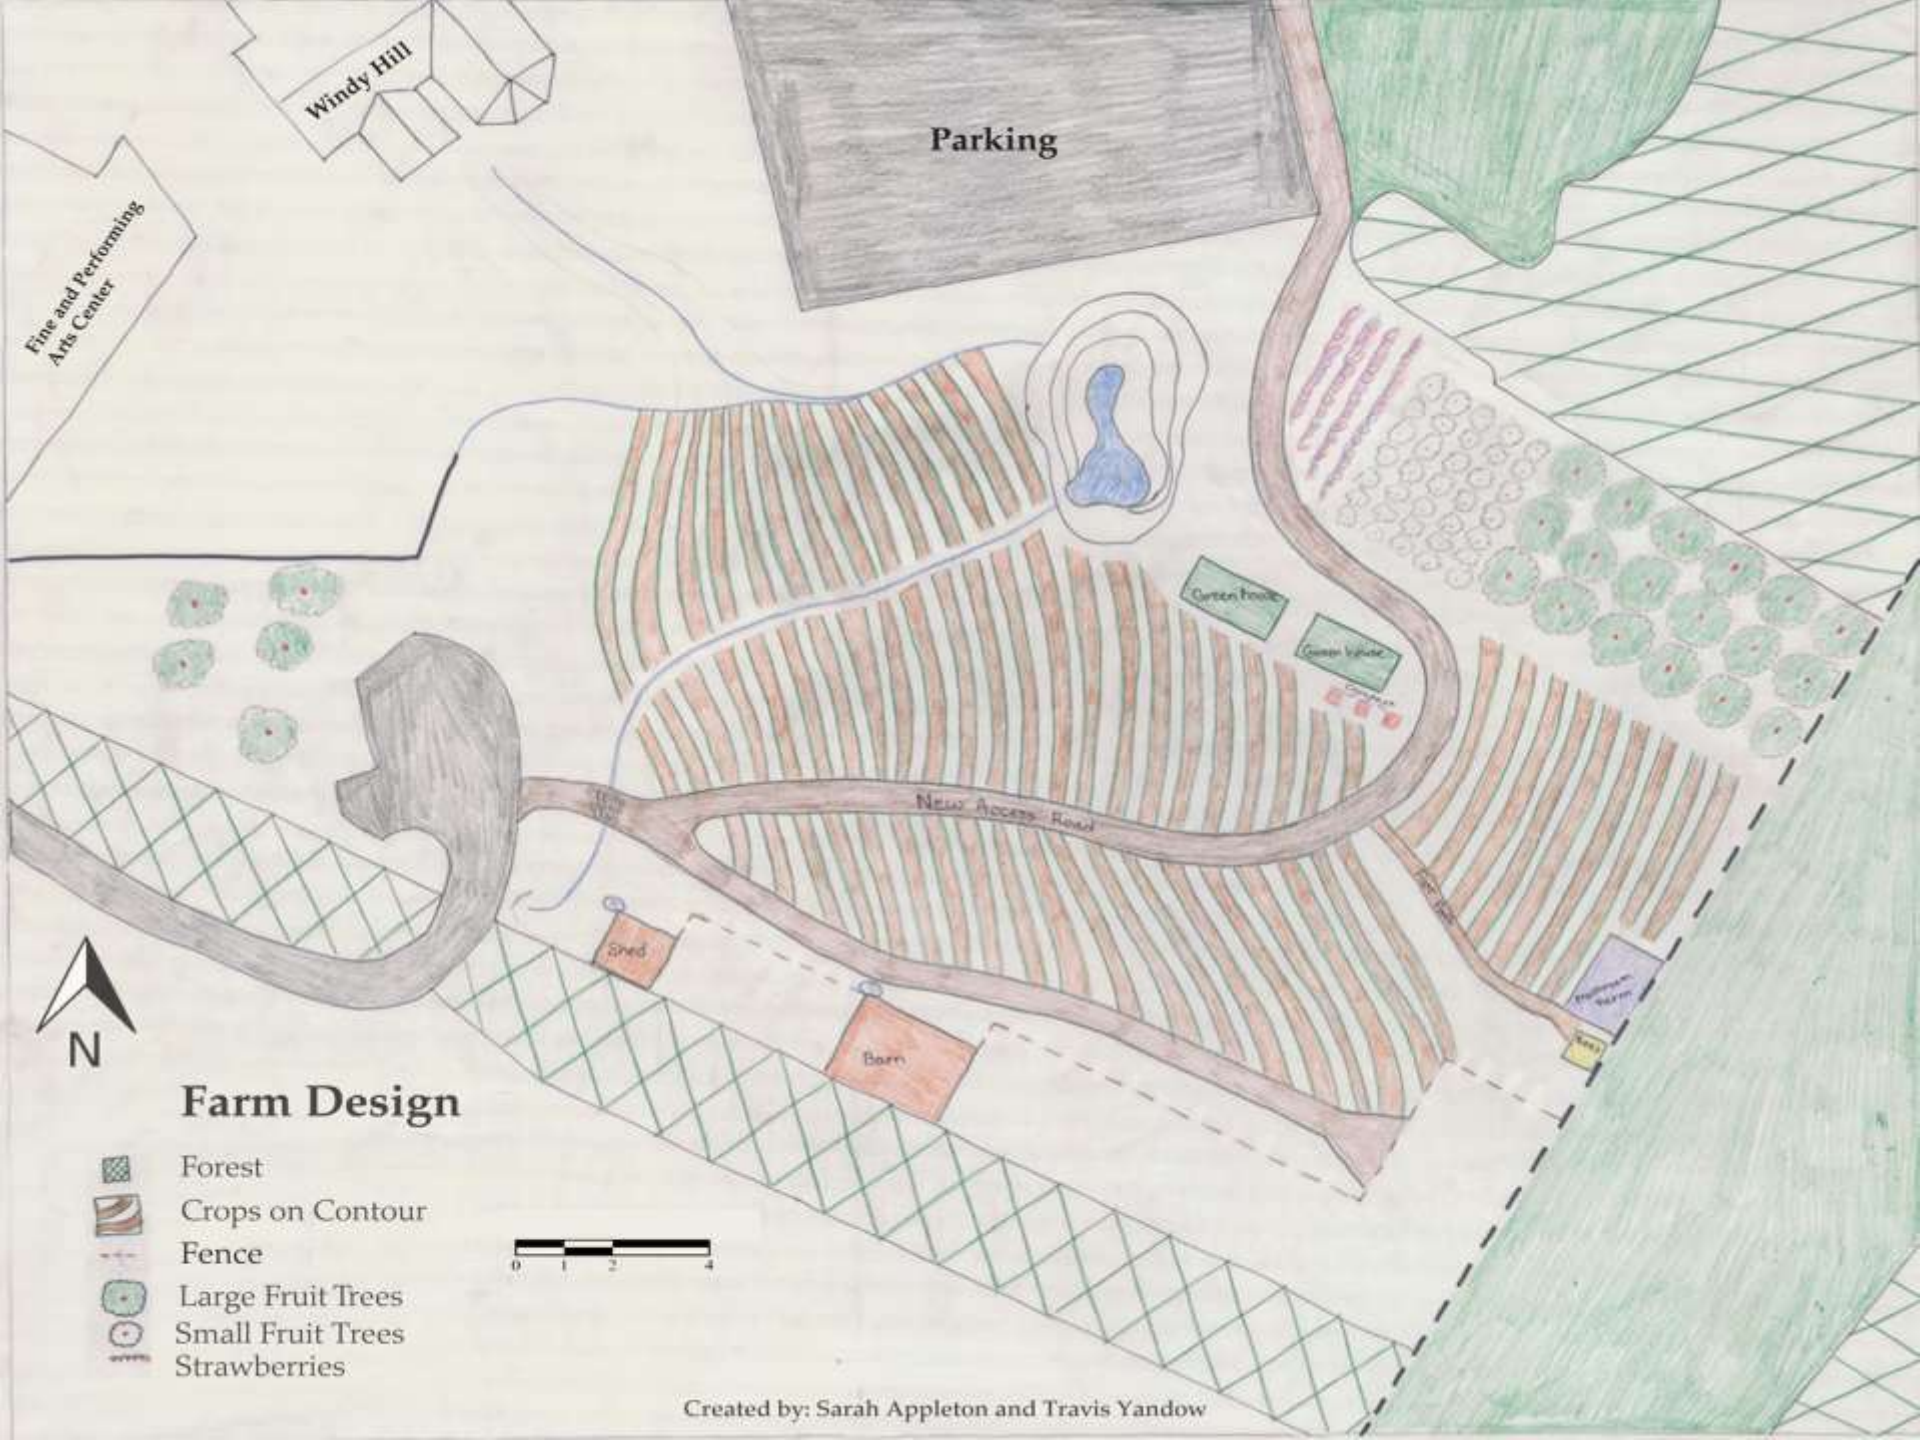 Windy Hill
Parking
Fine and Performing
Arts Center
Green house
Green house
New Access Road
Shed
Barn
N
Farm Design
Forest
Crops on Contour
Fence
Large Fruit Trees
Small Fruit Trees
Strawberries
0 1 2 4
Created by: Sarah Appleton and Travis Yandow